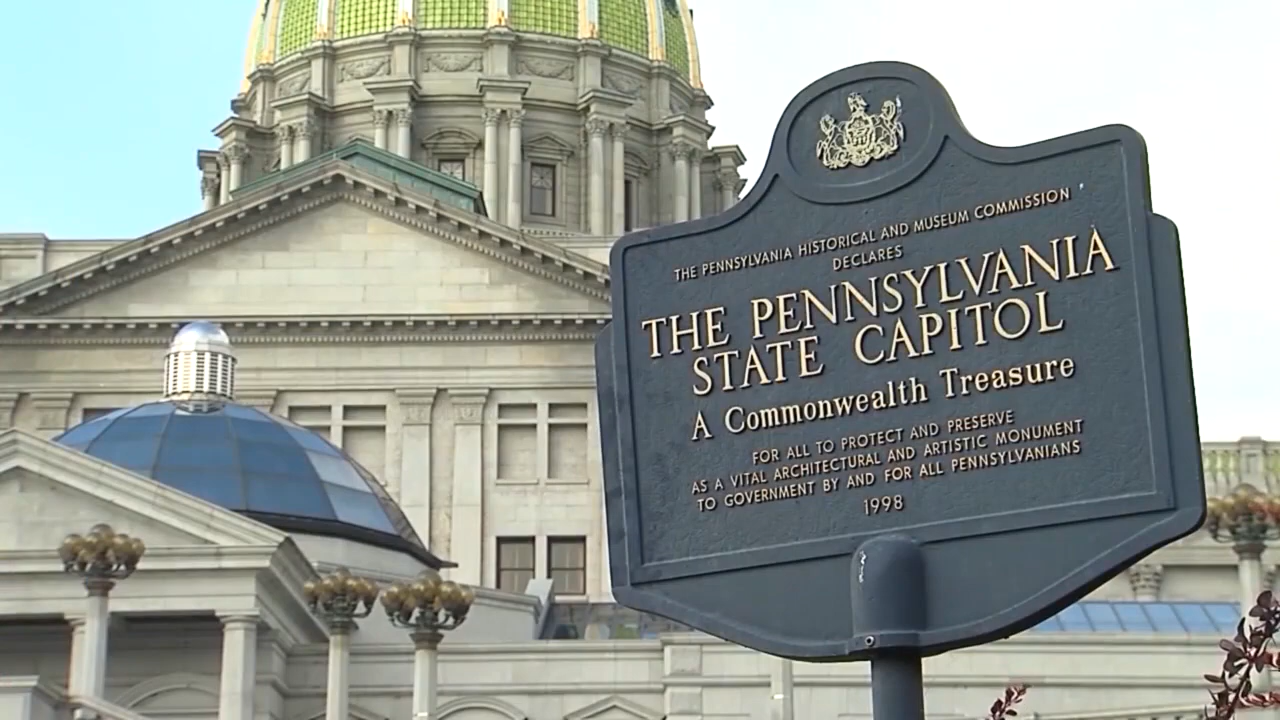 THE PENNSYLVANIA HISTORICAL AND MUSEUM COMMISSION
DECLARES
THE PENNSYLVANIA
STATE CAPITOL
A Commonwealth Treasure
FOR ALL TO PROTECT AND PRESERVE
AS A VITAL ARCHITECTURAL AND ARTISTIC MONUMENT
TO GOVERNMENT BY AND FOR ALL PENNSYLVANIANS
1998